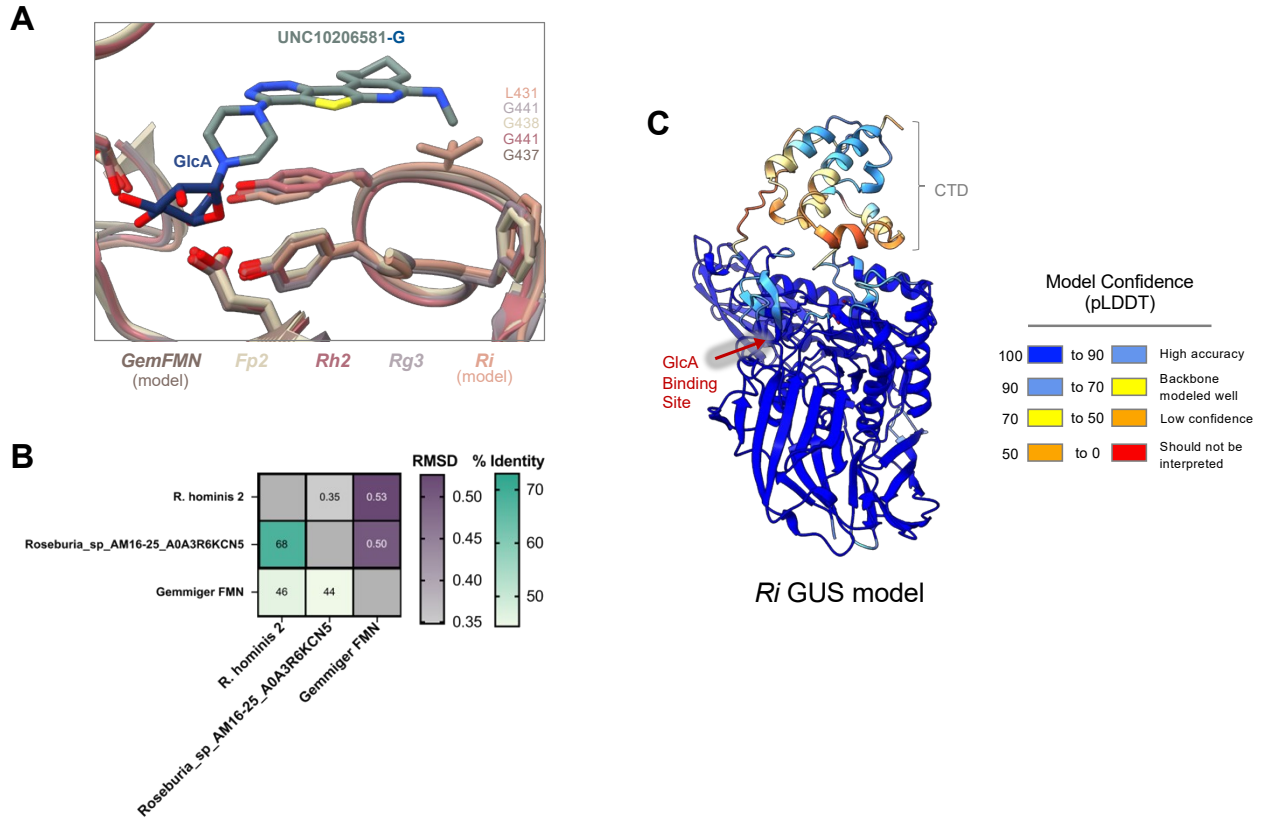 A
UNC10206581-G
GlcA
L431
G441
G438
G441
G437
GemFMN
(model)
Fp2
Rh2
Rg3
Ri
(model)
B
RMSD
% Identity
R. hominis 2
0.35
0.53
Roseburia_sp_AM16-25_A0A3R6KCN5
68
0.50
Gemmiger FMN
46
44
0.50
0.45
0.40
0.35
70
60
50
R. hominis 2
Roseburia_sp_AM16-25_A0A3R6KCN5
Gemmiger FMN
C
CTD
GlcA
Binding
Site
Ri GUS model
Model Confidence
(pLDDT)
100 to 90 High accuracy
90 to 70 Backbone
modeled well
70 to 50 Low confidence
50 to 0 Should not be
interpreted